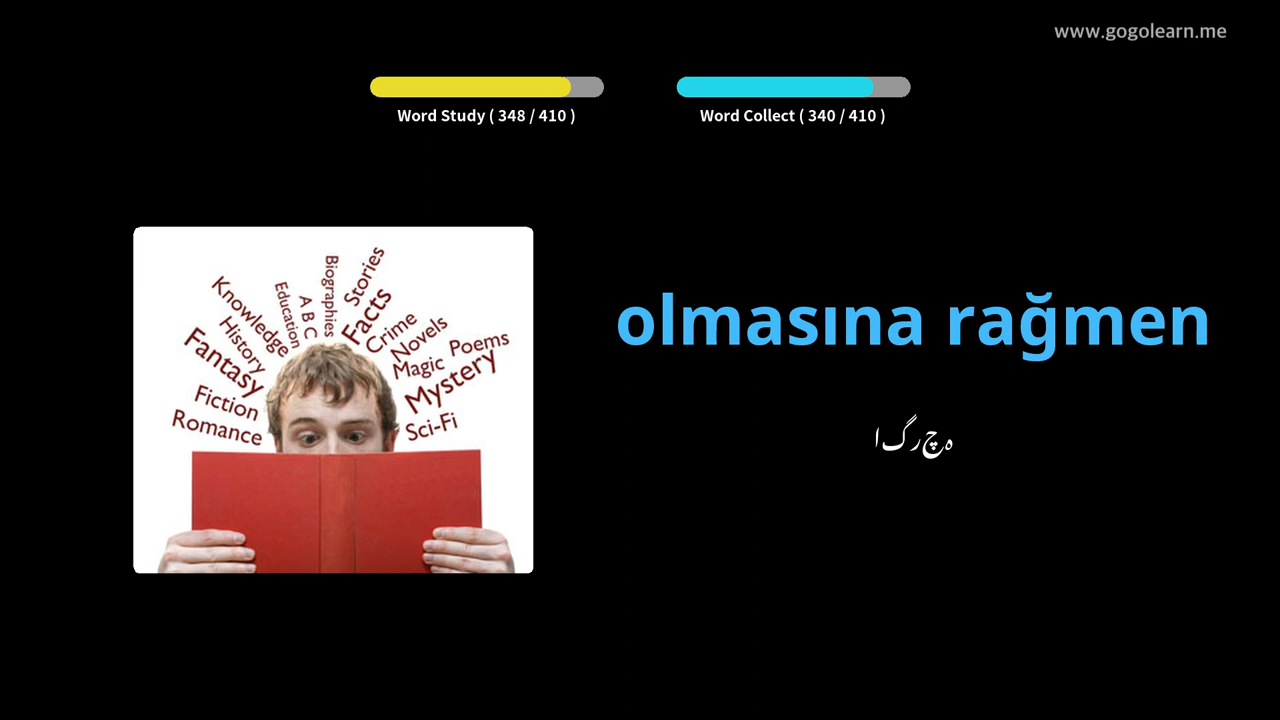 www.gogolearn.me
Word Study ( 348 / 410 )
Word Collect ( 340 / 410 )
Romance
Fiction
Fantasy
History
Knowledge
Education
A B C
Biographies
Stories
Facts
Crime
Novels
Magic
Poems
Mystery
Sci-Fi
olmasına rağmen
اگرچہ